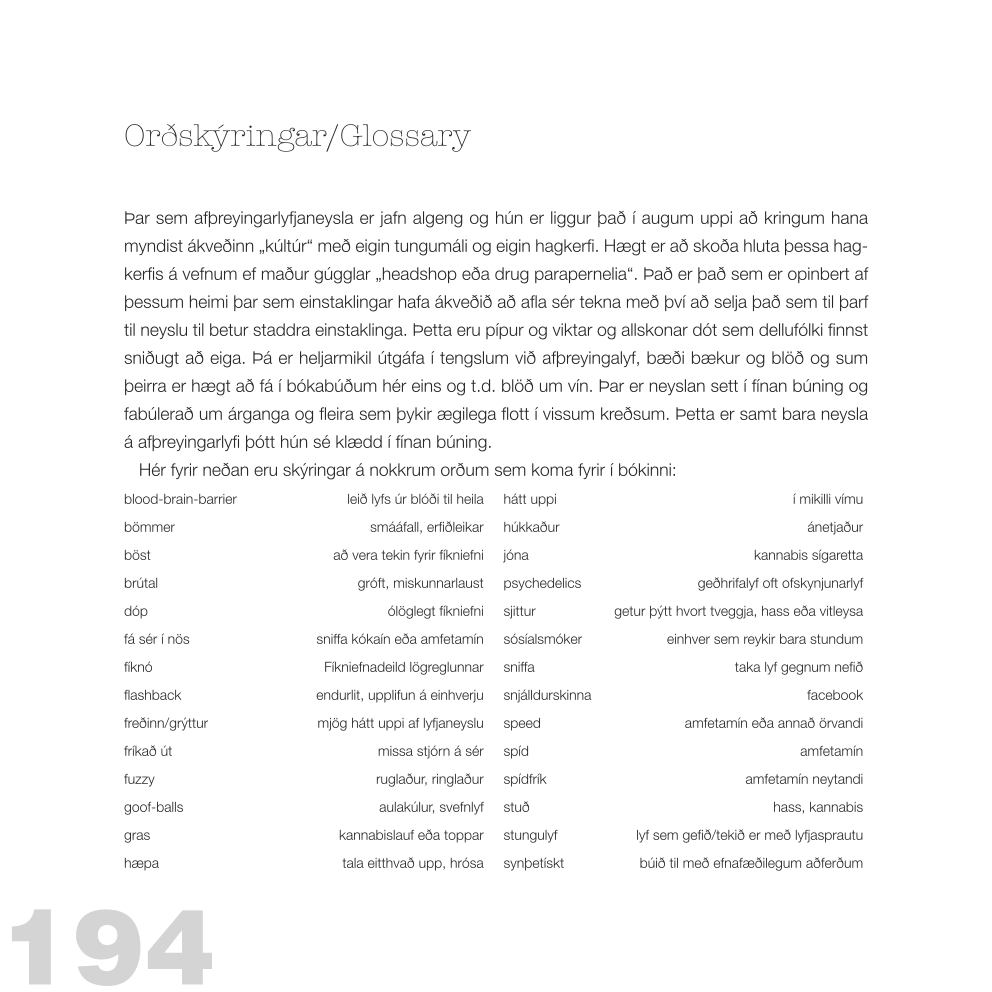 Orðskýringar/Glossary
Þar sem afþreyingarlyfjaneysla er jafn algeng og hún er liggur það í augum uppi að kringum hana
myndist ákveðinn „kúltúr“ með eigin tungumáli og eigin hagkerfi. Hægt er að skoða hluta þessa hag-
kerfis á vefnum ef maður gúgglar „headshop eða drug parapernelia“. Það er það sem er opinbert af
þessum heimi þar sem einstaklingar hafa ákveðið að afla sér tekna með því að selja það sem til þarf
til neyslu til betur staddra einstaklinga. Þetta eru pípur og viktar og allskonar dót sem dellufólki finnst
sniðugt að eiga. Þá er heljarmikil útgáfa í tengslum við afþreyingalyf, bæði bækur og blöð og sum
þeirra er hægt að fá í bókabúðum hér eins og t.d. blöð um vín. Þar er neyslan sett í fínan búning og
fabúlerað um árganga og fleira sem þykir ægilega flott í vissum kreðsum. Þetta er samt bara neysla
á afþreyingarlyfi þótt hún sé klædd í fínan búning.
Hér fyrir neðan eru skýringar á nokkrum orðum sem koma fyrir í bókinni:
blood-brain-barrier leið lyfs úr blóði til heila
bömmer smááfall, erfiðleikar
böst að vera tekin fyrir fíkniefni
brútal gróft, miskunnarlaust
dóp ólöglegt fíkniefni
fá sér í nös sniffa kókaín eða amfetamín
fíknó Fíkniefnadeild lögreglunnar
flashback endurlit, upplifun á einhverju
freðinn/grýttur mjög hátt uppi af lyfjaneyslu
fríkað út missa stjórn á sér
fuzzy ruglaður, ringlaður
goof-balls aulakúlur, svefnlyf
gras kannabislauf eða toppar
hæpa tala eitthvað upp, hrósa
hátt uppi í mikilli vímu
húkkaður ánetjaður
jóna kannabis sígaretta
psychedelics geðhrifalyf oft ofskynjunarlyf
sjittur getur þýtt hvort tveggja, hass eða vitleysa
sósíalsmóker einhver sem reykir bara stundum
sniffa taka lyf gegnum nefið
snjálldurskinna facebook
speed amfetamín eða annað örvandi
spíd amfetamín
spídfrík amfetamín neytandi
stuð hass, kannabis
stungulyf lyf sem gefið/tekið er með lyfjasprautu
synþetískt búið til með efnafæðilegum aðferðum
194